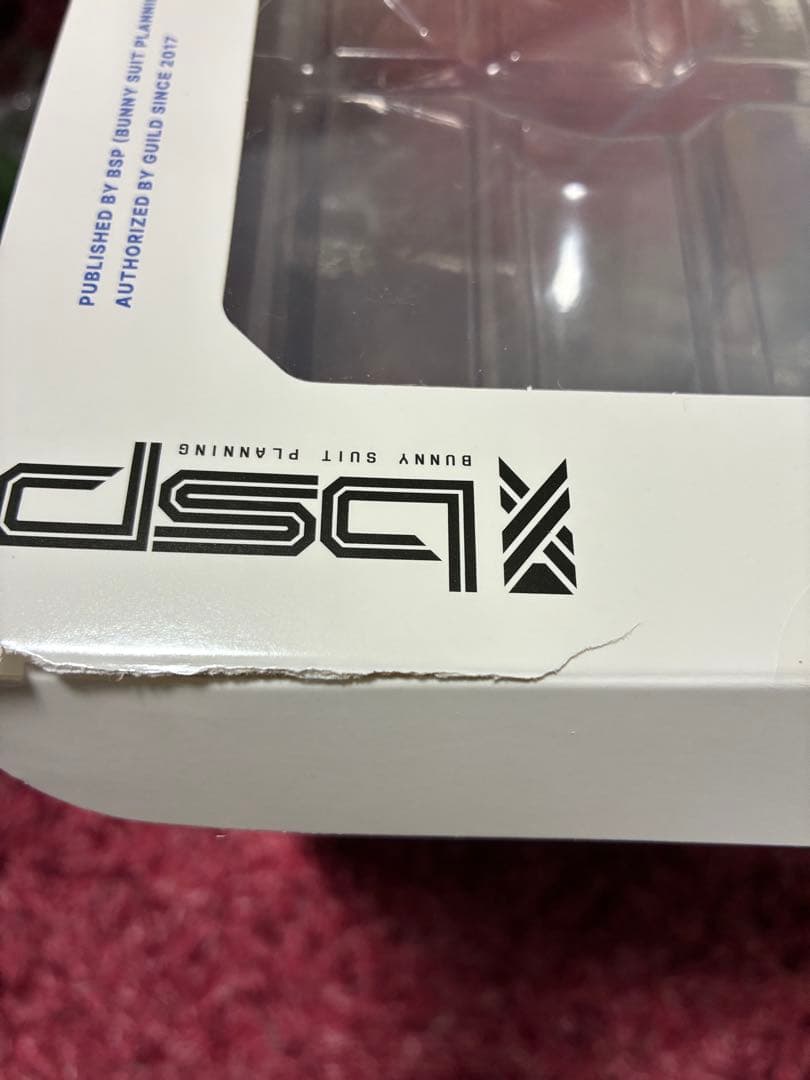 PUBLISHED BY BSP (BUNNY SUIT
AUTHORIZED BY GUILD SINCE 2017
BUNNY SUIT PLANNING
bsp